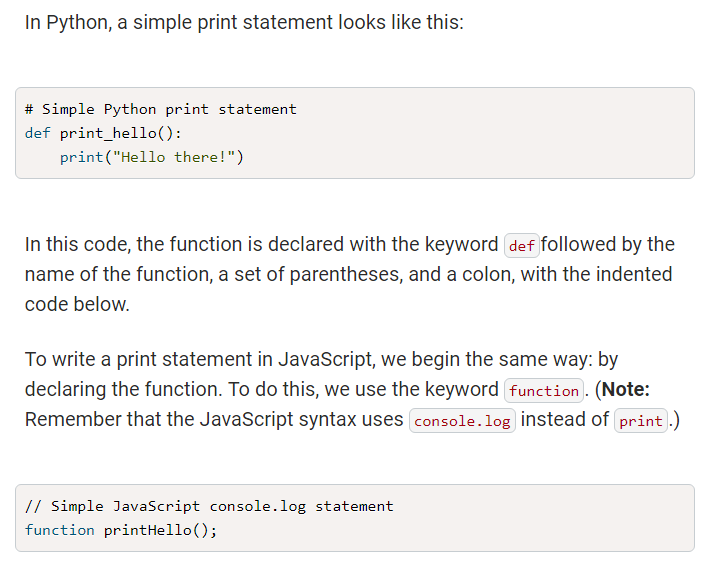 In Python, a simple print statement looks like this:
# Simple Python print statement
def print_hello():
    print("Hello there!")
In this code, the function is declared with the keyword def followed by the
name of the function, a set of parentheses, and a colon, with the indented
code below.
To write a print statement in JavaScript, we begin the same way: by
declaring the function. To do this, we use the keyword function. (Note:
Remember that the JavaScript syntax uses console.log instead of print.)
// Simple JavaScript console.log statement
function printHello();